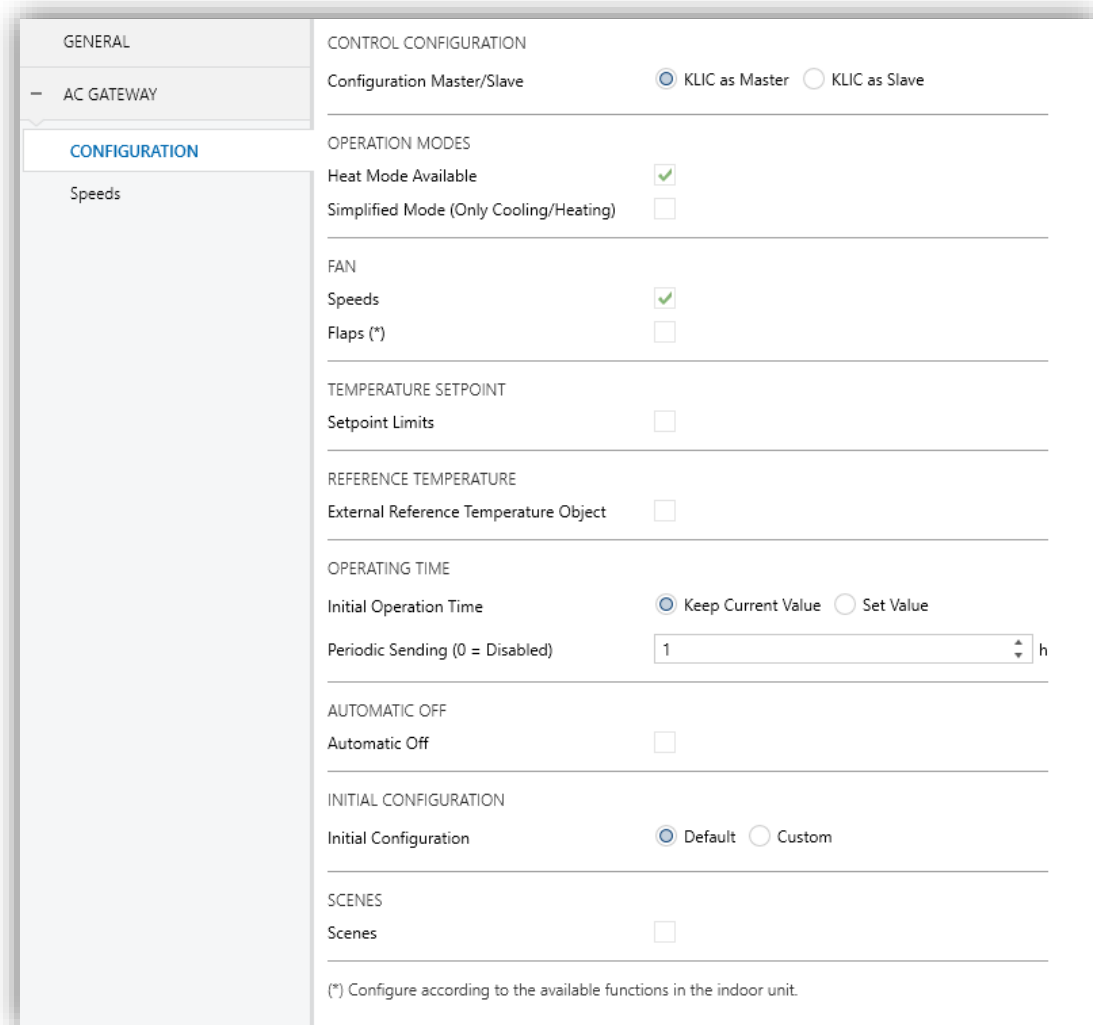 GENERAL
AC GATEWAY
CONFIGURATION
Speeds
CONTROL CONFIGURATION
Configuration Master/Slave KLIC as Master KLIC as Slave
OPERATION MODES
Heat Mode Available
Simplified Mode (Only Cooling/Heating)
FAN
Speeds
Flaps (*)
TEMPERATURE SETPOINT
Setpoint Limits
REFERENCE TEMPERATURE
External Reference Temperature Object
OPERATING TIME
Initial Operation Time Keep Current Value Set Value
Periodic Sending (0 = Disabled) 1 h
AUTOMATIC OFF
Automatic Off
INITIAL CONFIGURATION
Initial Configuration Default Custom
SCENES
Scenes
(*) Configure according to the available functions in the indoor unit.